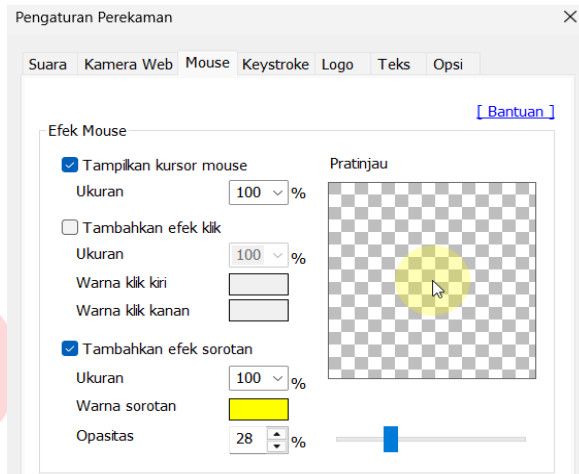 Pengaturan Perekaman
Suara Kamera Web Mouse Keystroke Logo Teks Opsi
[ Bantuan ]
Efek Mouse
Tampilkan kursor mouse Pratinjau
Ukuran 100 %
Tambahkan efek klik
Ukuran 100 %
Warna klik kiri
Warna klik kanan
Tambahkan efek sorotan
Ukuran 100 %
Warna sorotan
Opasitas 28 %